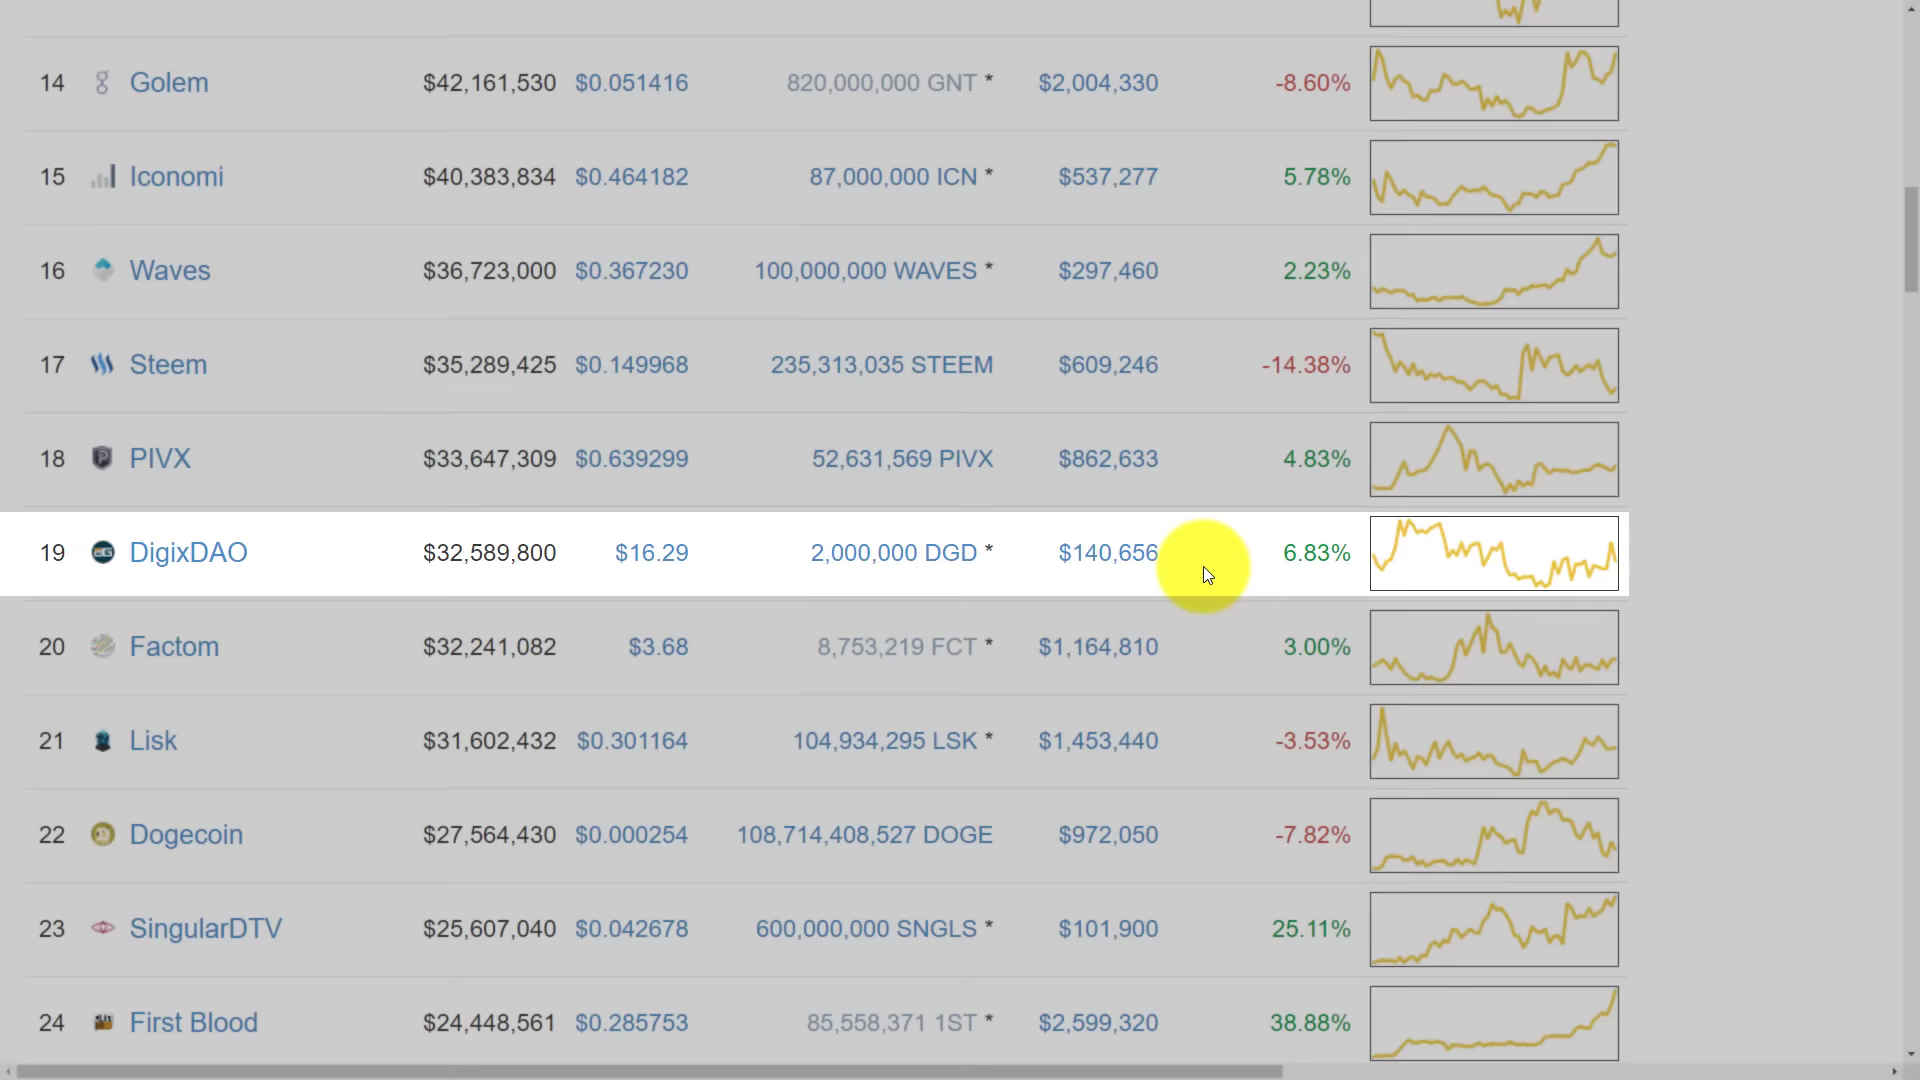 14 Golem $42,161,530 $0.051416 820,000,000 GNT * $2,004,330 -8.60%
15 Iconomi $40,383,834 $0.464182 87,000,000 ICN * $537,277 5.78%
16 Waves $36,723,000 $0.367230 100,000,000 WAVES * $297,460 2.23%
17 Steem $35,289,425 $0.149968 235,313,035 STEEM $609,246 -14.38%
18 PIVX $33,647,309 $0.639299 52,631,569 PIVX $862,633 4.83%
19 DigixDAO $32,589,800 $16.29 2,000,000 DGD * $140,656 6.83%
20 Factom $32,241,082 $3.68 8,753,219 FCT * $1,164,810 3.00%
21 Lisk $31,602,432 $0.301164 104,934,295 LSK * $1,453,440 -3.53%
22 Dogecoin $27,564,430 $0.000254 108,714,408,527 DOGE $972,050 -7.82%
23 SingularDTV $25,607,040 $0.042678 600,000,000 SNGLS * $101,900 25.11%
24 First Blood $24,448,561 $0.285753 85,558,371 1ST * $2,599,320 38.88%